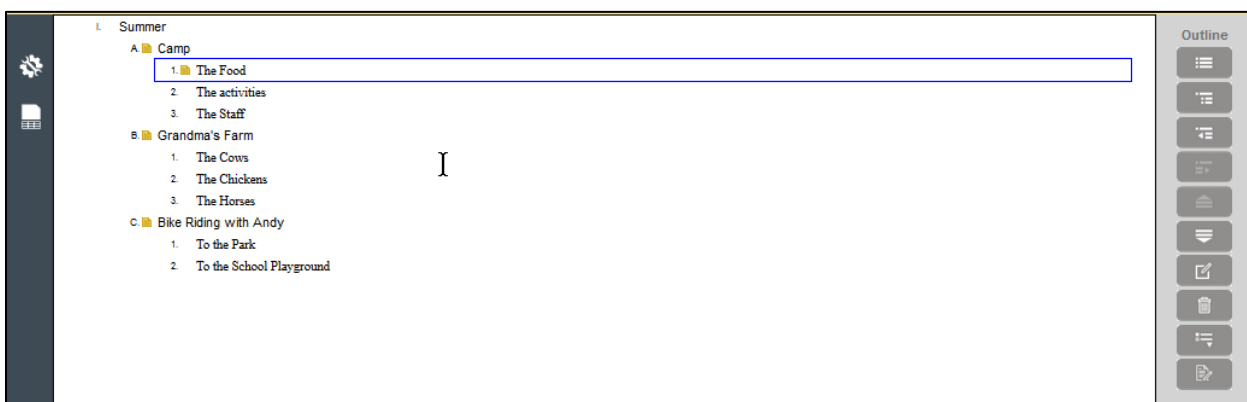 I. Summer
A. Camp
1. The Food
2. The activities
3. The Staff
B. Grandma's Farm
1. The Cows
2. The Chickens
3. The Horses
C. Bike Riding with Andy
1. To the Park
2. To the School Playground
Outline